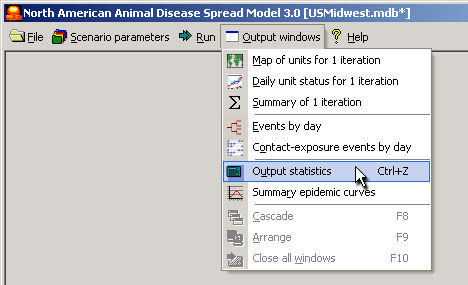 North American Animal Disease Spread Model 3.0 [USMidwest.mdb*]
File Scenario parameters Run Output windows Help
Map of units for 1 iteration
Daily unit status for 1 iteration
Summary of 1 iteration
Events by day
Contact-exposure events by day
Output statistics Ctrl+Z
Summary epidemic curves
Cascade F8
Arrange F9
Close all windows F10